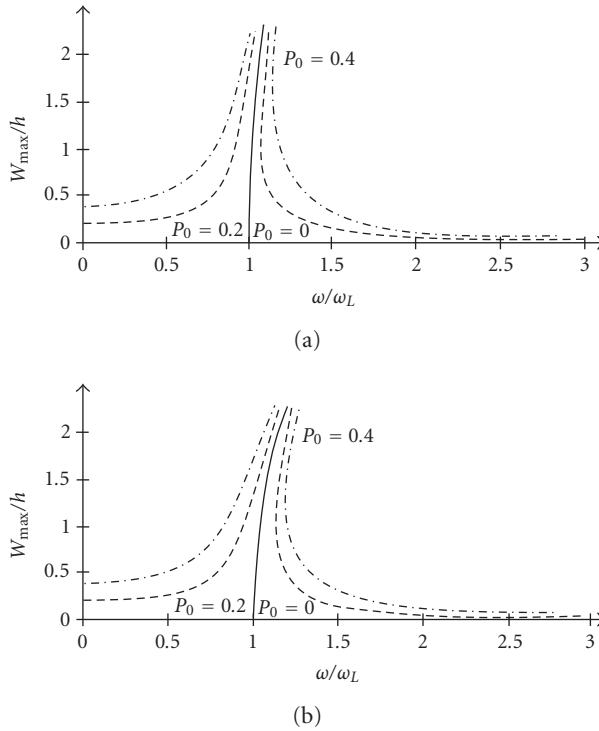 2
P₀ = 0.4
1.5
W_max/h
1
0.5
P₀ = 0.2 P₀ = 0
0
0 0.5 1 1.5 2 2.5 3
ω/ω_L
(a)
2
P₀ = 0.4
1.5
W_max/h
1
0.5
P₀ = 0.2 P₀ = 0
0
0 0.5 1 1.5 2 2.5 3
ω/ω_L
(b)